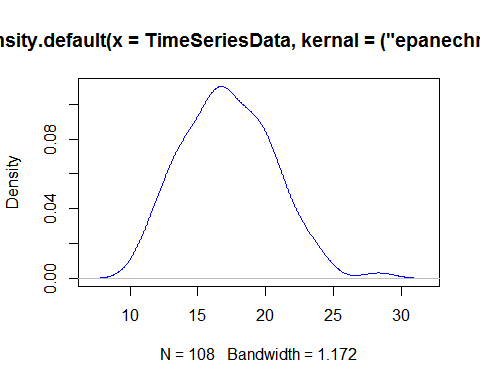 nsity.default(x = TimeSeriesData, kernal = ("epanechn
Density
0.00
0.04
0.08
10
15
20
25
30
N = 108 Bandwidth = 1.172